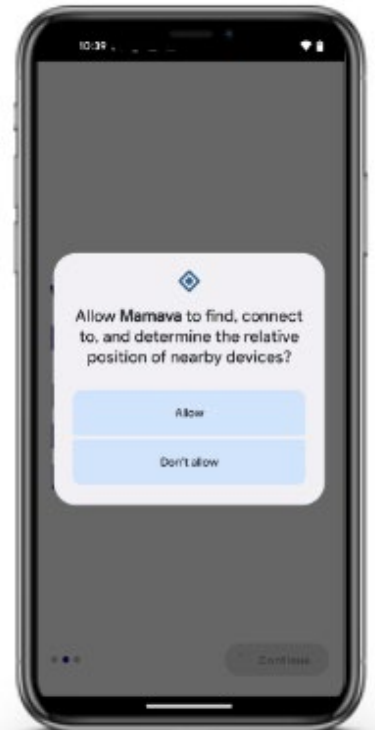 10:39
Allow Mamava to find, connect
to, and determine the relative
position of nearby devices?
Allow
Don't allow
Continue